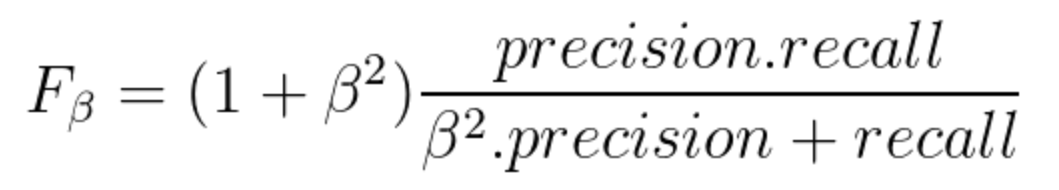 F_β = (1 + β²) precision.recall / β².precision + recall